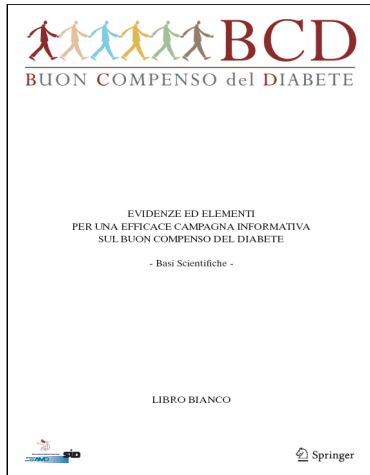 BCD
BUON COMPENSO del DIABETE
EVIDENZE ED ELEMENTI
PER UNA EFFICACE CAMPAGNA INFORMATIVA
SUL BUON COMPENSO DEL DIABETE
- Basi Scientifiche -
LIBRO BIANCO
AMD
SID
Springer